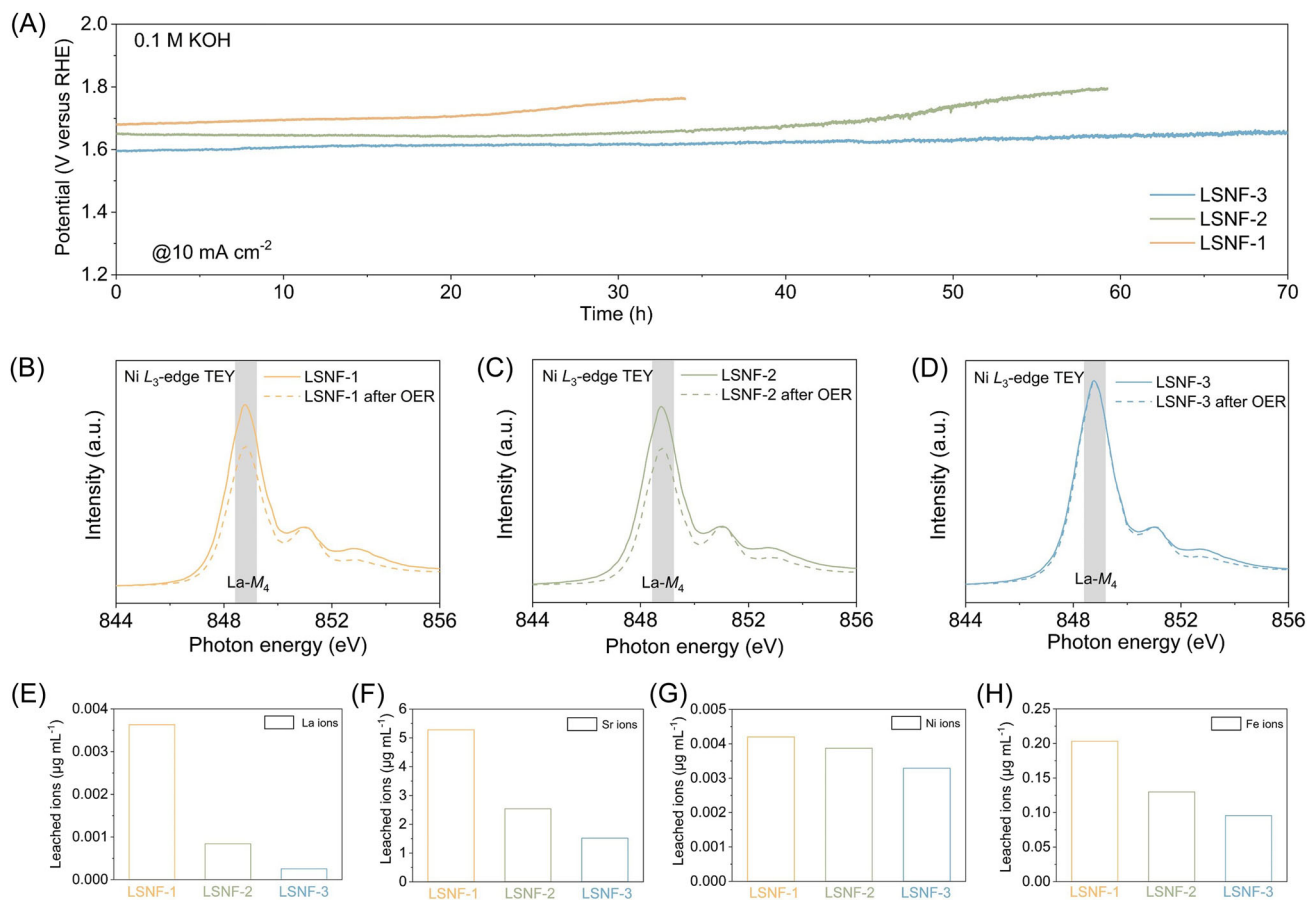 (A)
2.0
1.8
1.6
1.4
1.2
Potential (V versus RHE)
0.1 M KOH
@10 mA cm⁻²
LSNF-3
LSNF-2
LSNF-1
0 10 20 30 40 50 60 70
Time (h)
(B)
Intensity (a.u.)
Ni L₃-edge TEY
LSNF-1
LSNF-1 after OER
La-M₄
844 848 852 856
Photon energy (eV)
(C)
Intensity (a.u.)
Ni L₃-edge TEY
LSNF-2
LSNF-2 after OER
La-M₄
844 848 852 856
Photon energy (eV)
(D)
Intensity (a.u.)
Ni L₃-edge TEY
LSNF-3
LSNF-3 after OER
La-M₄
844 848 852 856
Photon energy (eV)
(E)
Leached ions (µg mL⁻¹)
0.004
0.003
0.002
0.001
0.000
La ions
LSNF-1 LSNF-2 LSNF-3
(F)
Leached ions (µg mL⁻¹)
6
5
4
3
2
1
0
Sr ions
LSNF-1 LSNF-2 LSNF-3
(G)
Leached ions (µg mL⁻¹)
0.005
0.004
0.003
0.002
0.001
0.000
Ni ions
LSNF-1 LSNF-2 LSNF-3
(H)
Leached ions (µg mL⁻¹)
0.25
0.20
0.15
0.10
0.05
0.00
Fe ions
LSNF-1 LSNF-2 LSNF-3